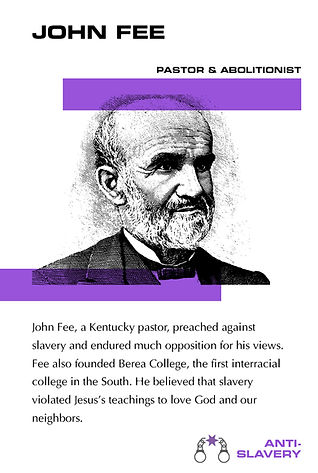 JOHN FEE
PASTOR & ABOLITIONIST
John Fee, a Kentucky pastor, preached against
slavery and endured much opposition for his views.
Fee also founded Berea College, the first interracial
college in the South. He believed that slavery
violated Jesus's teachings to love God and our
neighbors.
ANTI-
SLAVERY